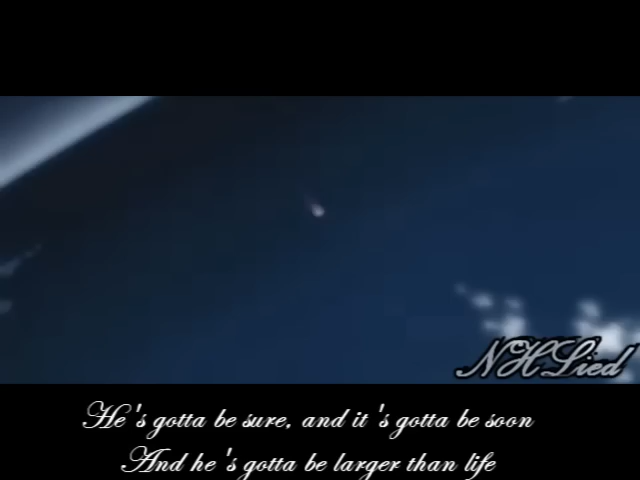 NHLied
He's gotta be sure, and it's gotta be soon
And he's gotta be larger than life